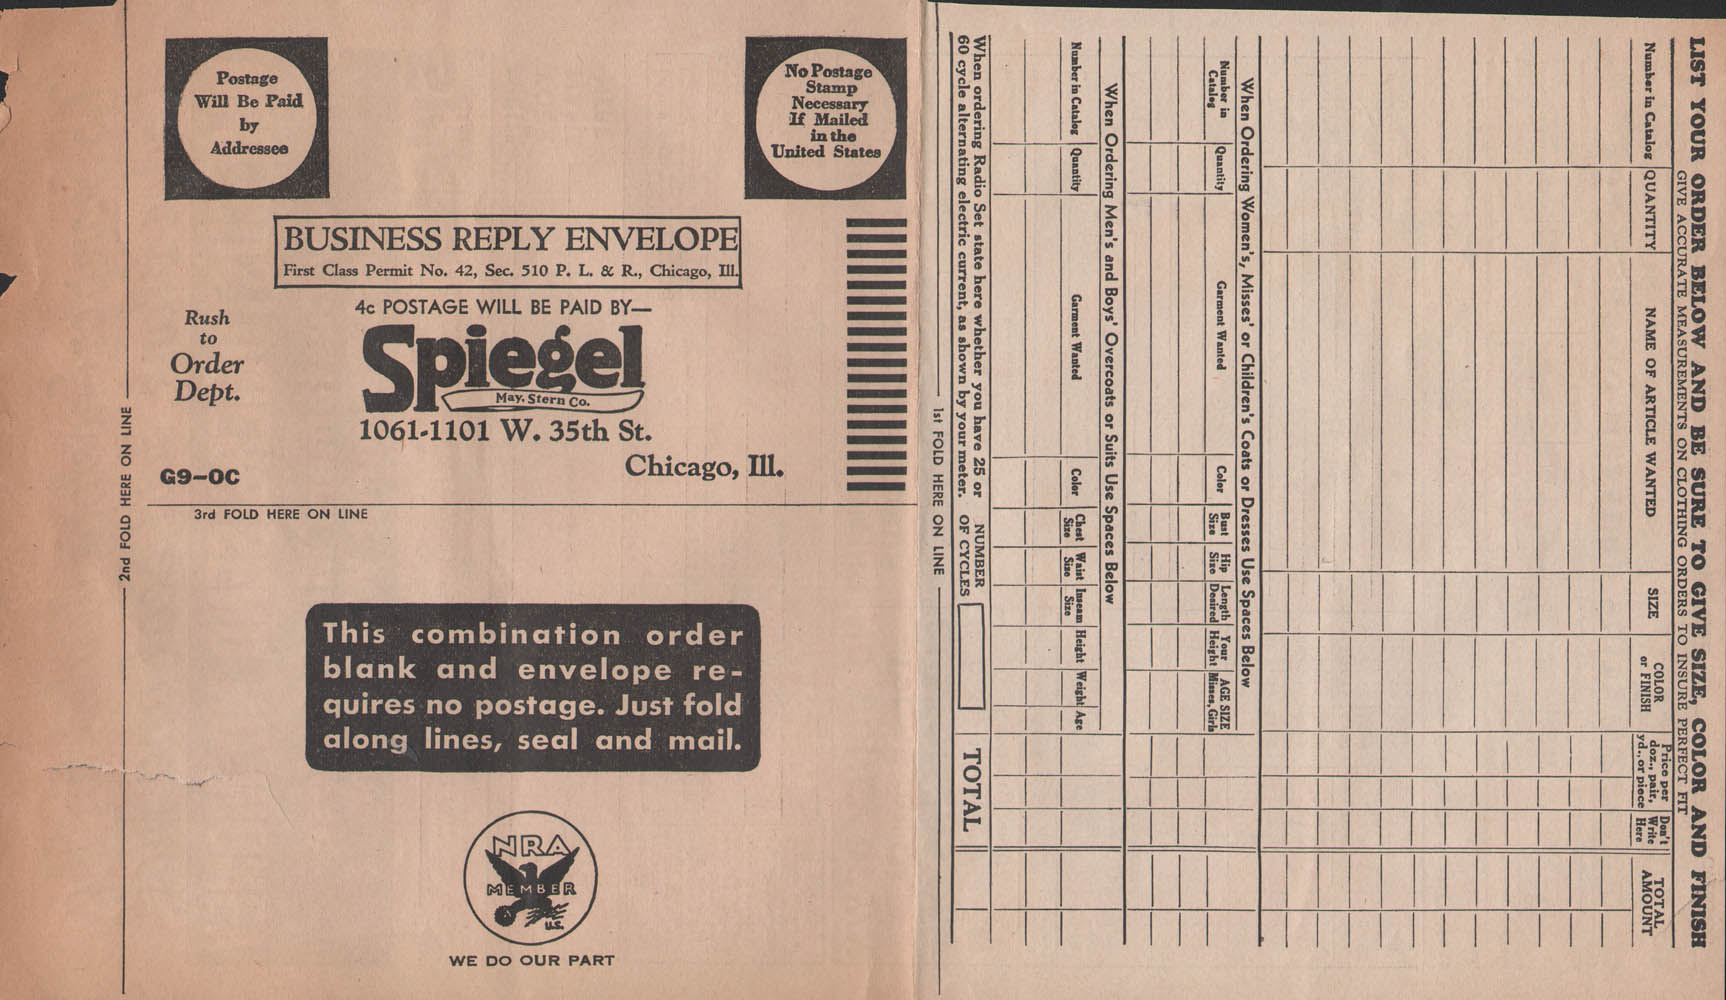 Postage
Will Be Paid
by
Addressee
No Postage
Stamp
Necessary
If Mailed
in the
United States
BUSINESS REPLY ENVELOPE
First Class Permit No. 42, Sec. 510 P. L. & R., Chicago, Ill.
4c POSTAGE WILL BE PAID BY—
Spiegel
May, Stern Co.
1061-1101 W. 35th St.
Chicago, Ill.
Rush
to
Order
Dept.
G9-OC
2nd FOLD HERE ON LINE
3rd FOLD HERE ON LINE
This combination order
blank and envelope re-
quires no postage. Just fold
along lines, seal and mail.
NRA
MEMBER
U.S.
WE DO OUR PART
1st FOLD HERE ON LINE
LIST YOUR ORDER BELOW AND BE SURE TO GIVE SIZE, COLOR AND FINISH
GIVE ACCURATE MEASUREMENTS ON CLOTHING ORDERS TO INSURE PERFECT FIT
Number in Catalog
QUANTITY
NAME OF ARTICLE WANTED
SIZE
COLOR
or FINISH
Price per
doz., pair,
yd., or piece
Don't
Write
Here
TOTAL
AMOUNT
When Ordering Women's, Misses' or Children's Coats or Dresses Use Spaces Below
Number in
Catalog
Quantity
Garment Wanted
Color
Bust
Size
Hip
Size
Length
Desired
Your
Height
AGE SIZE
Misses, Girls
When Ordering Men's and Boys' Overcoats or Suits Use Spaces Below
Number in Catalog
Quantity
Garment Wanted
Color
Chest
Size
Waist
Size
Inseam
Size
Height
Weight
Age
When ordering Radio Set state here whether you have 25 or
60 cycle alternating electric current, as shown by your meter.
NUMBER
OF CYCLES
TOTAL